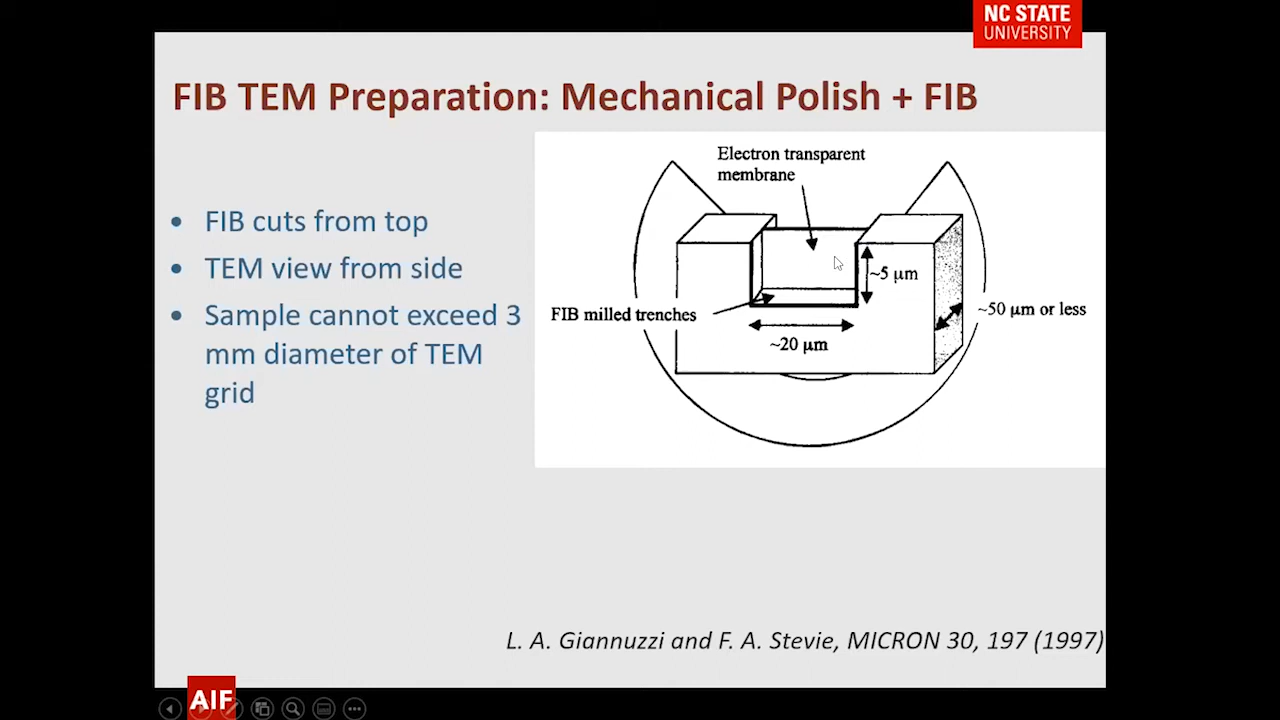 NC STATE
UNIVERSITY
FIB TEM Preparation: Mechanical Polish + FIB
• FIB cuts from top
• TEM view from side
• Sample cannot exceed 3
mm diameter of TEM
grid
Electron transparent
membrane
~5 μm
FIB milled trenches
~50 μm or less
~20 μm
L. A. Giannuzzi and F. A. Stevie, MICRON 30, 197 (1997)
AIF